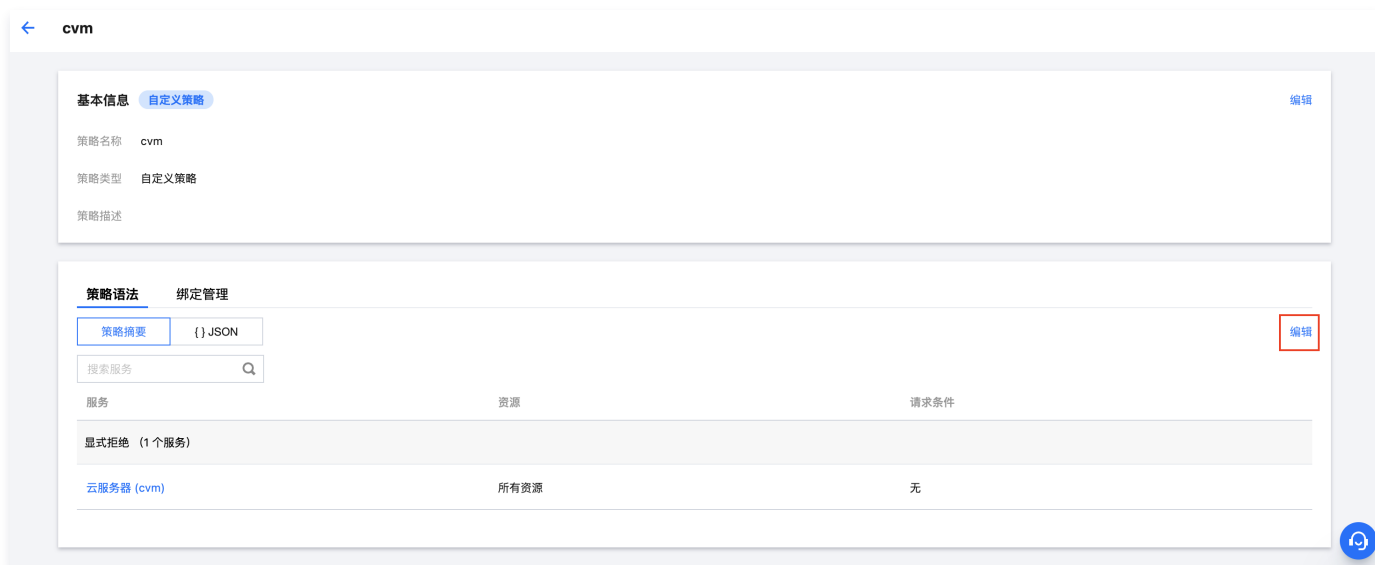 cvm
基本信息 自定义策略 编辑
策略名称 cvm
策略类型 自定义策略
策略描述
策略语法 绑定管理
策略摘要 { } JSON 编辑
搜索服务
服务 资源 请求条件
显式拒绝 （1 个服务）
云服务器 (cvm) 所有资源 无